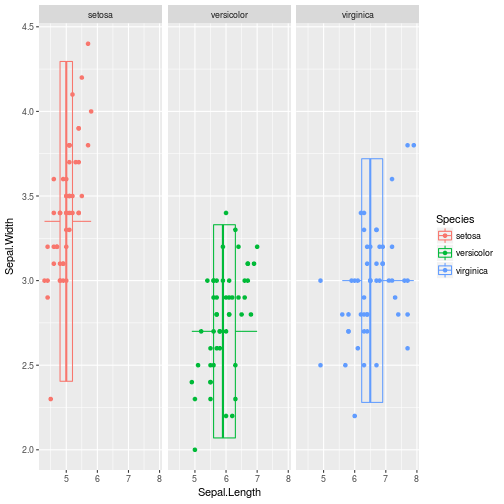 setosa
versicolor
virginica
4.5
4.0
3.5
3.0
2.5
2.0
Sepal.Width
5 6 7 8
5 6 7 8
5 6 7 8
Sepal.Length
Species
setosa
versicolor
virginica